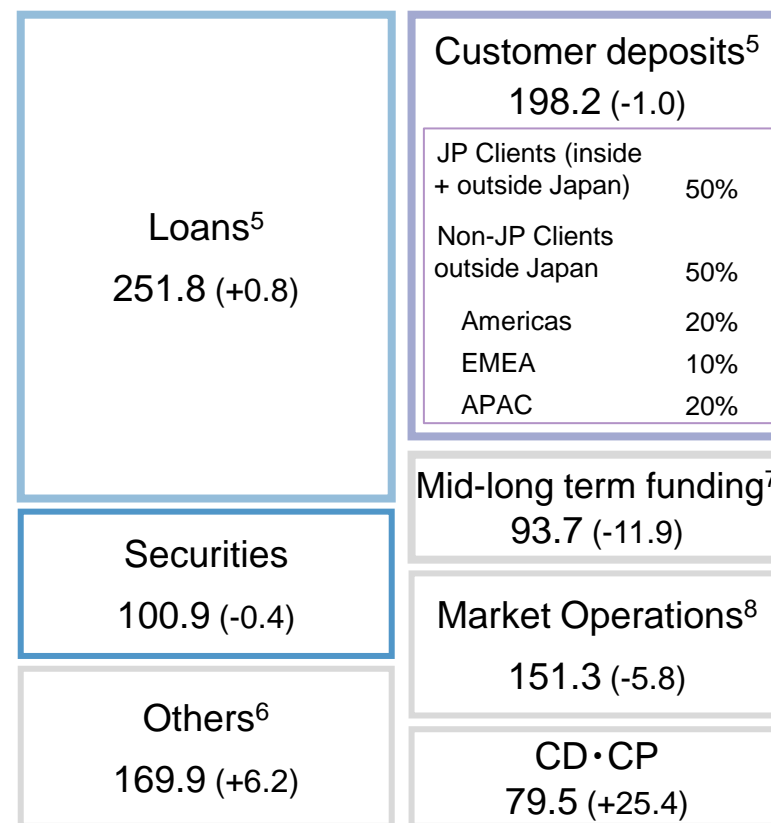 Loans⁵
251.8 (+0.8)
Securities
100.9 (-0.4)
Others⁶
169.9 (+6.2)
Customer deposits⁵
198.2 (-1.0)
JP Clients (inside
+ outside Japan) 50%
Non-JP Clients
outside Japan 50%
Americas 20%
EMEA 10%
APAC 20%
Mid-long term funding⁷
93.7 (-11.9)
Market Operations⁸
151.3 (-5.8)
CD・CP
79.5 (+25.4)